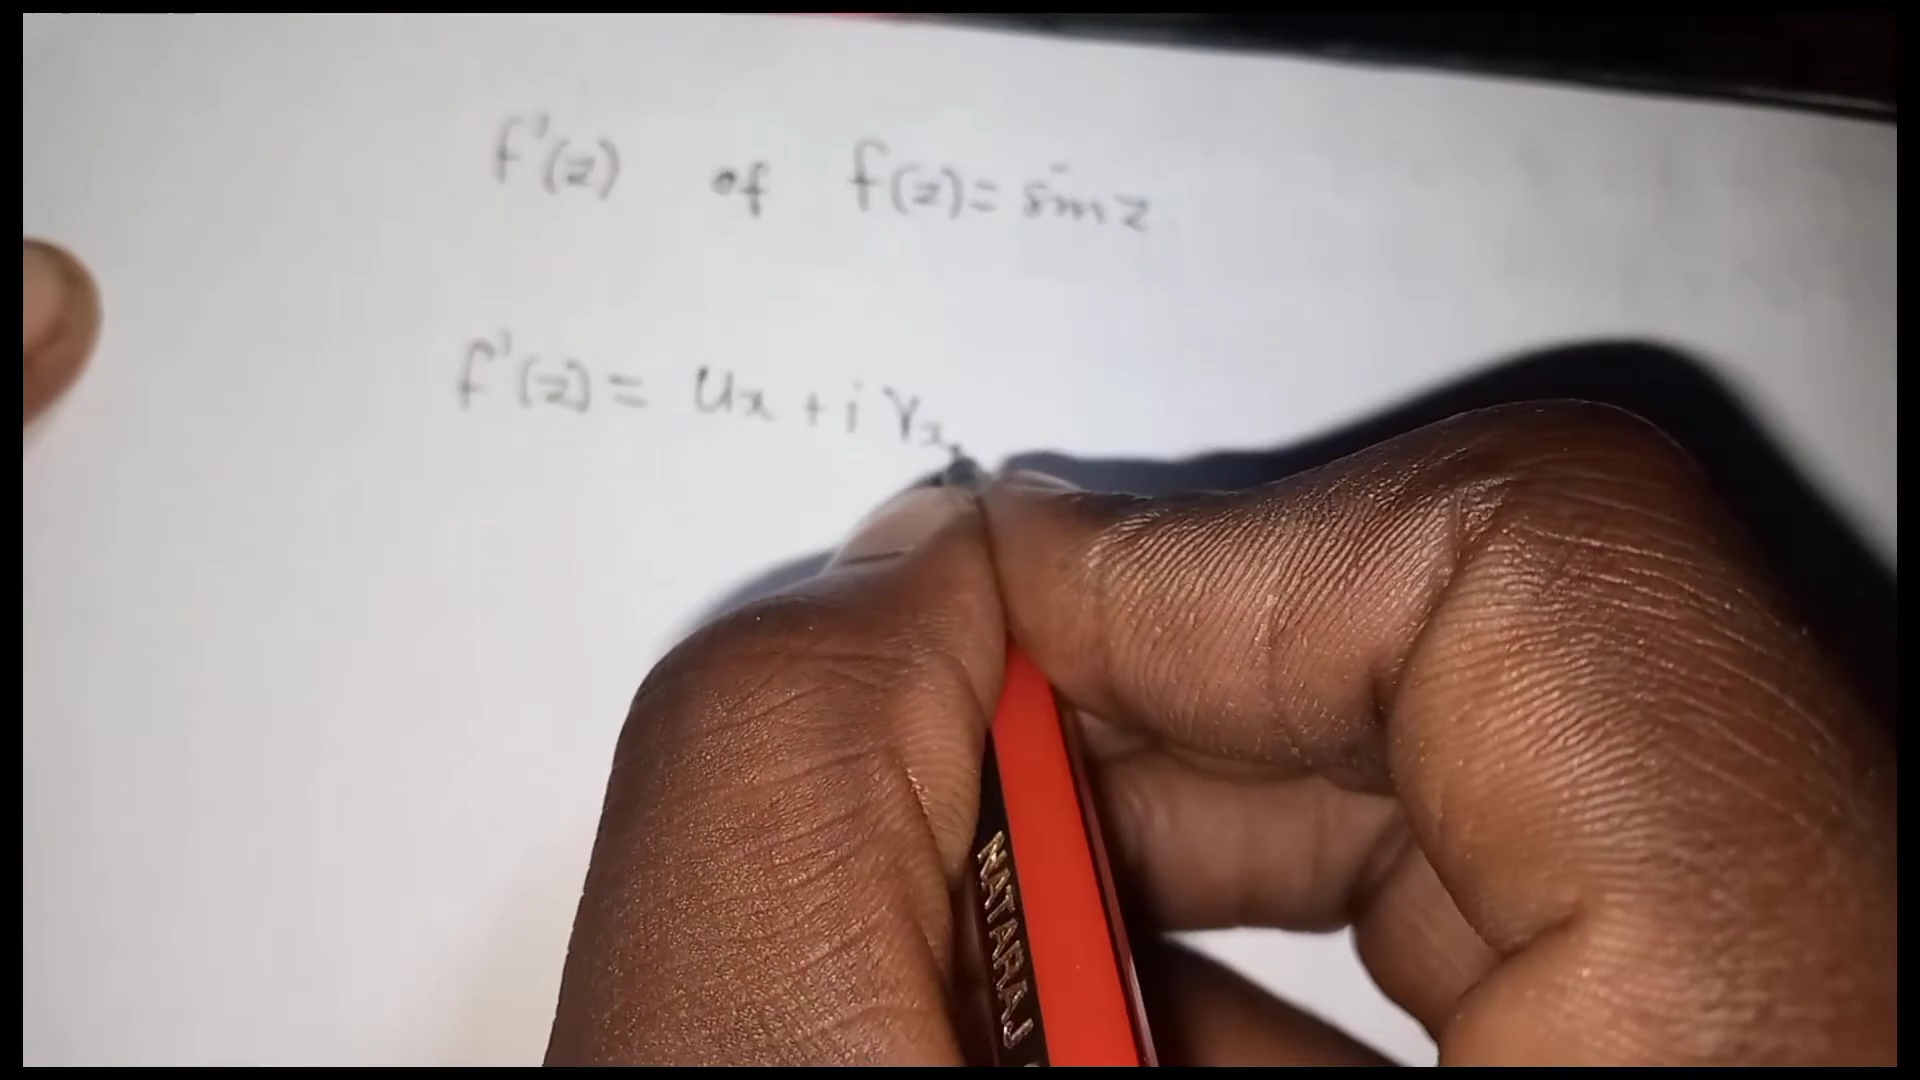 f'(z) of f(z) = sin z
f'(z) = Ux + i Vx
NATARAJ